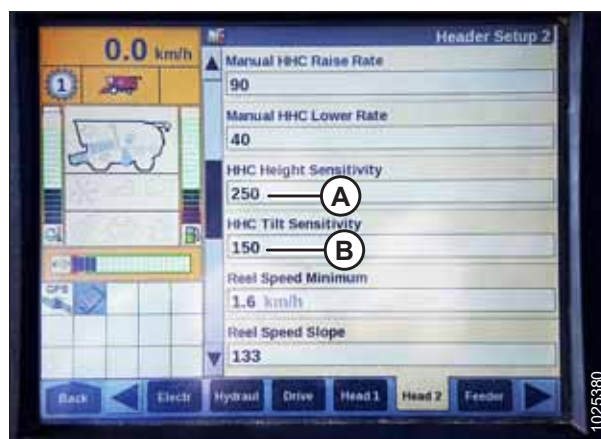 0.0 km/h
Header Setup 2
1
Manual HHC Raise Rate
90
Manual HHC Lower Rate
40
HHC Height Sensitivity
250
A
HHC Tilt Sensitivity
150
B
Reel Speed Minimum
1.6 km/h
GPS
Reel Speed Slope
133
Back
Electr
Hydraul
Drive
Head 1
Head 2
Feeder
1025380